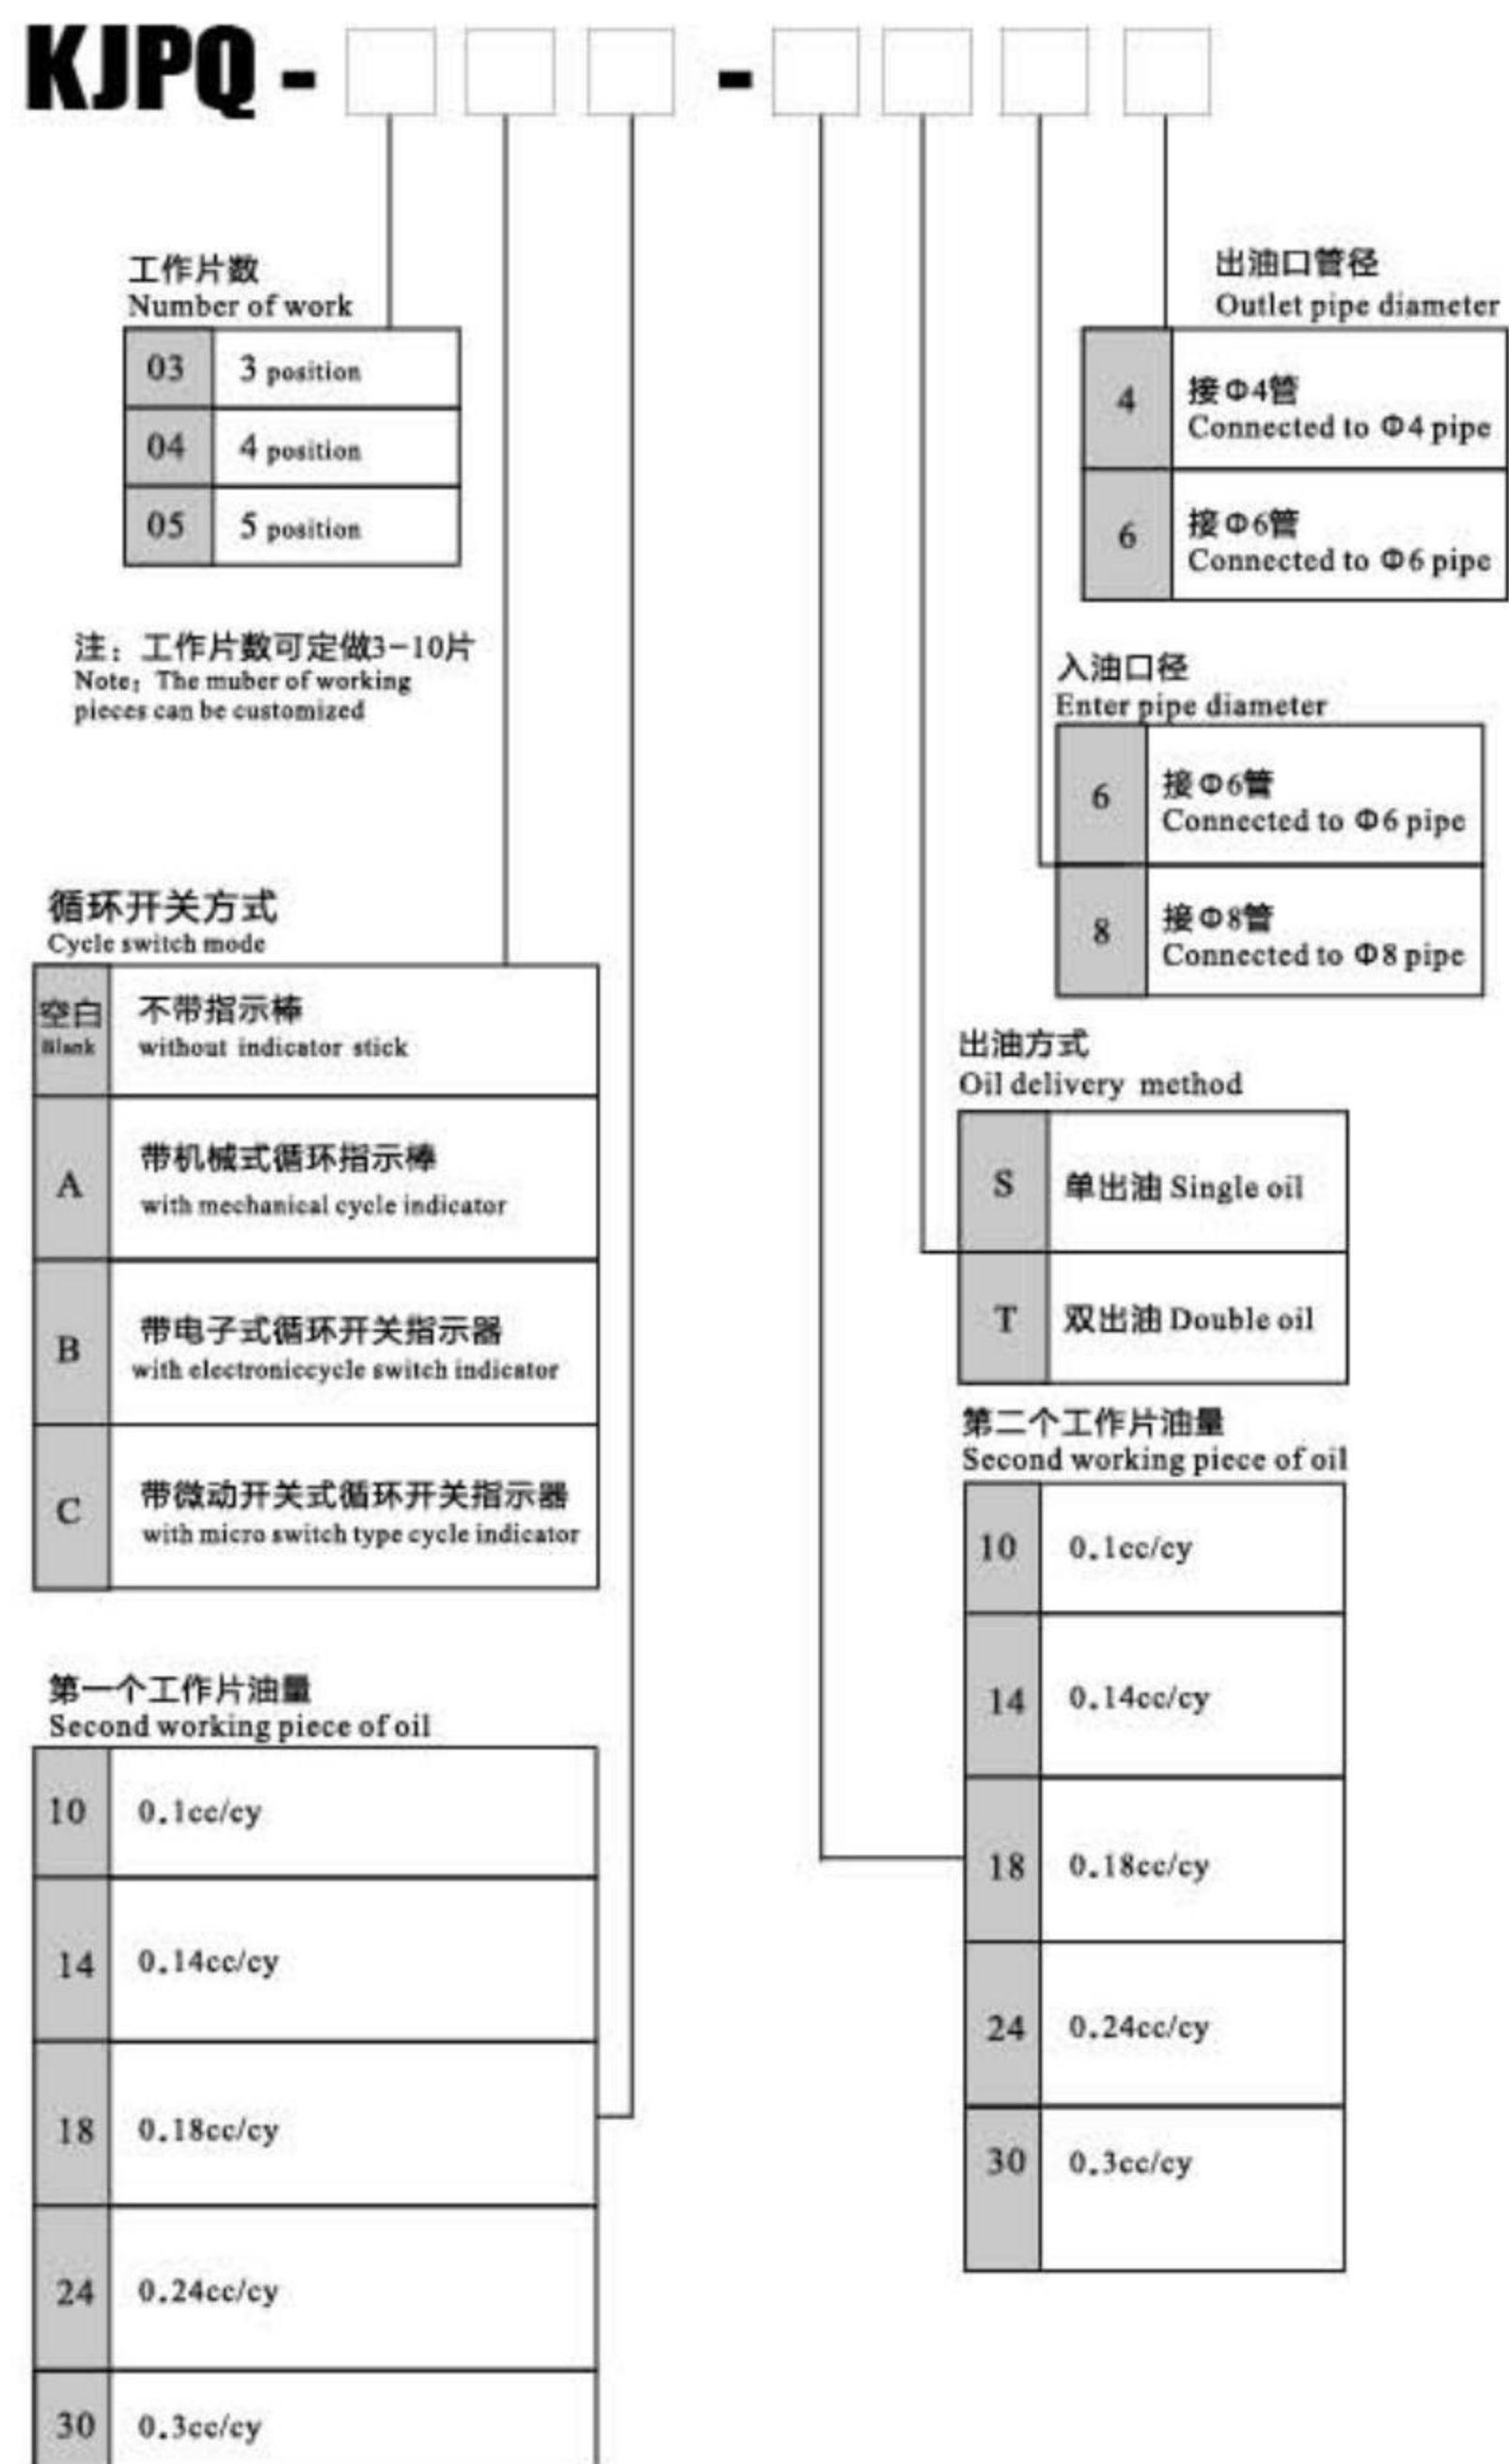 KJPQ - -
工作片数
Number of work
03 3 position
04 4 position
05 5 position
注：工作片数可定做3-10片
Note: The muber of working
pieces can be customized
循环开关方式
Cycle switch mode
空白 不带指示棒
Blank without indicator stick
A 带机械式循环指示棒
with mechanical cycle indicator
B 带电子式循环开关指示器
with electroniccycle switch indicator
C 带微动开关式循环开关指示器
with micro switch type cycle indicator
第一个工作片油量
Second working piece of oil
10 0.1cc/cy
14 0.14cc/cy
18 0.18cc/cy
24 0.24cc/cy
30 0.3cc/cy
出油口管径
Outlet pipe diameter
4 接Φ4管
Connected to Φ4 pipe
6 接Φ6管
Connected to Φ6 pipe
入油口径
Enter pipe diameter
6 接Φ6管
Connected to Φ6 pipe
8 接Φ8管
Connected to Φ8 pipe
出油方式
Oil delivery method
S 单出油 Single oil
T 双出油 Double oil
第二个工作片油量
Second working piece of oil
10 0.1cc/cy
14 0.14cc/cy
18 0.18cc/cy
24 0.24cc/cy
30 0.3cc/cy